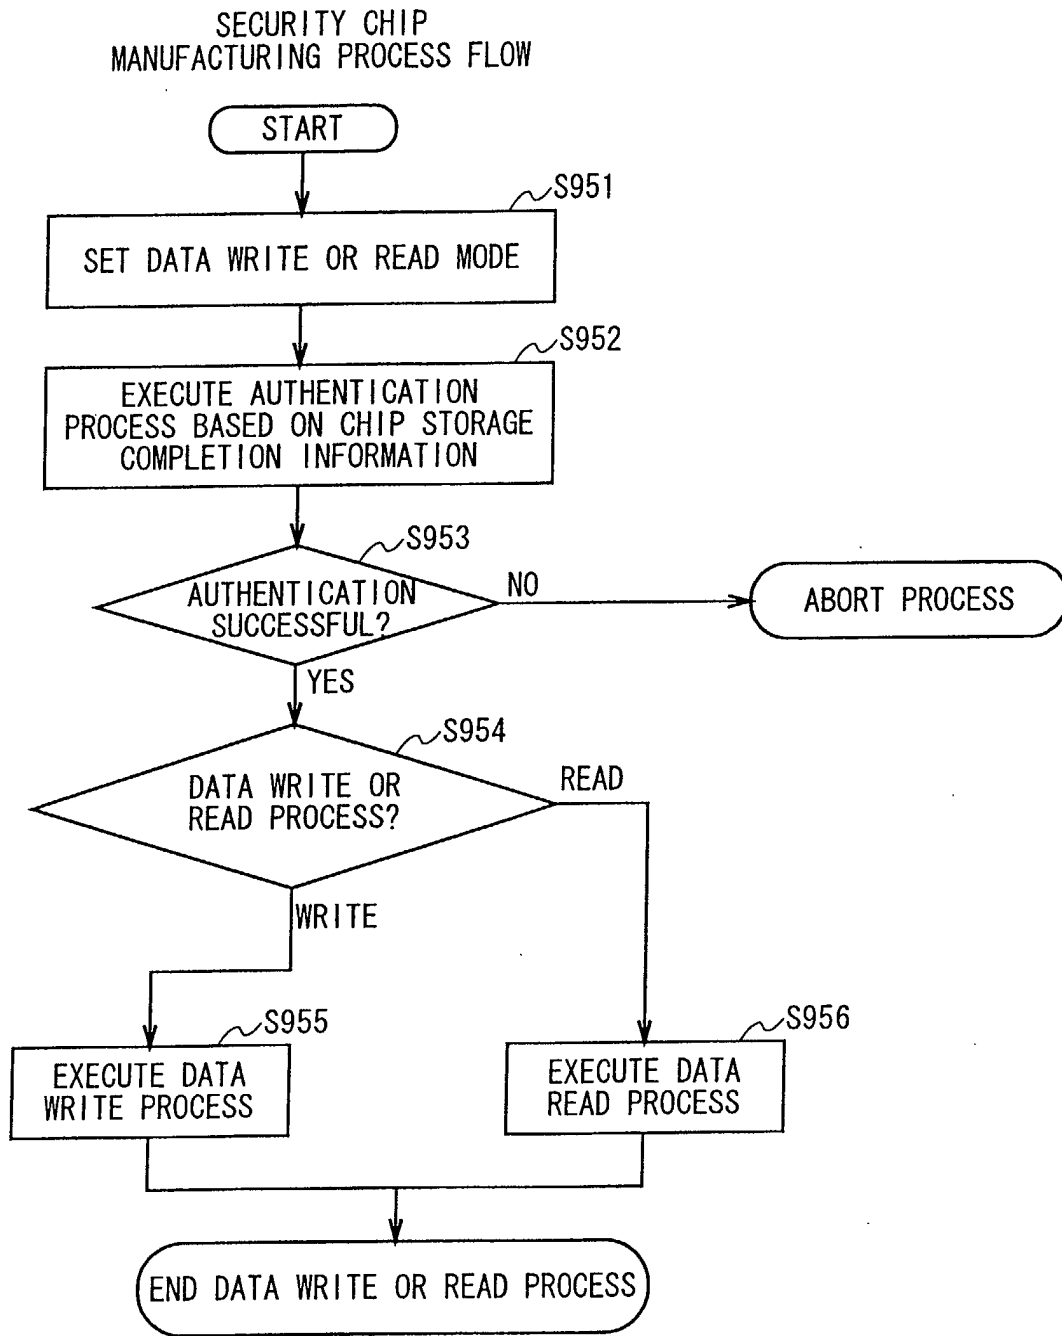 SECURITY CHIP
MANUFACTURING PROCESS FLOW
START
S951
SET DATA WRITE OR READ MODE
S952
EXECUTE AUTHENTICATION
PROCESS BASED ON CHIP STORAGE
COMPLETION INFORMATION
S953
AUTHENTICATION
SUCCESSFUL?
NO
ABORT PROCESS
YES
S954
DATA WRITE OR
READ PROCESS?
READ
WRITE
S955
EXECUTE DATA
WRITE PROCESS
S956
EXECUTE DATA
READ PROCESS
END DATA WRITE OR READ PROCESS